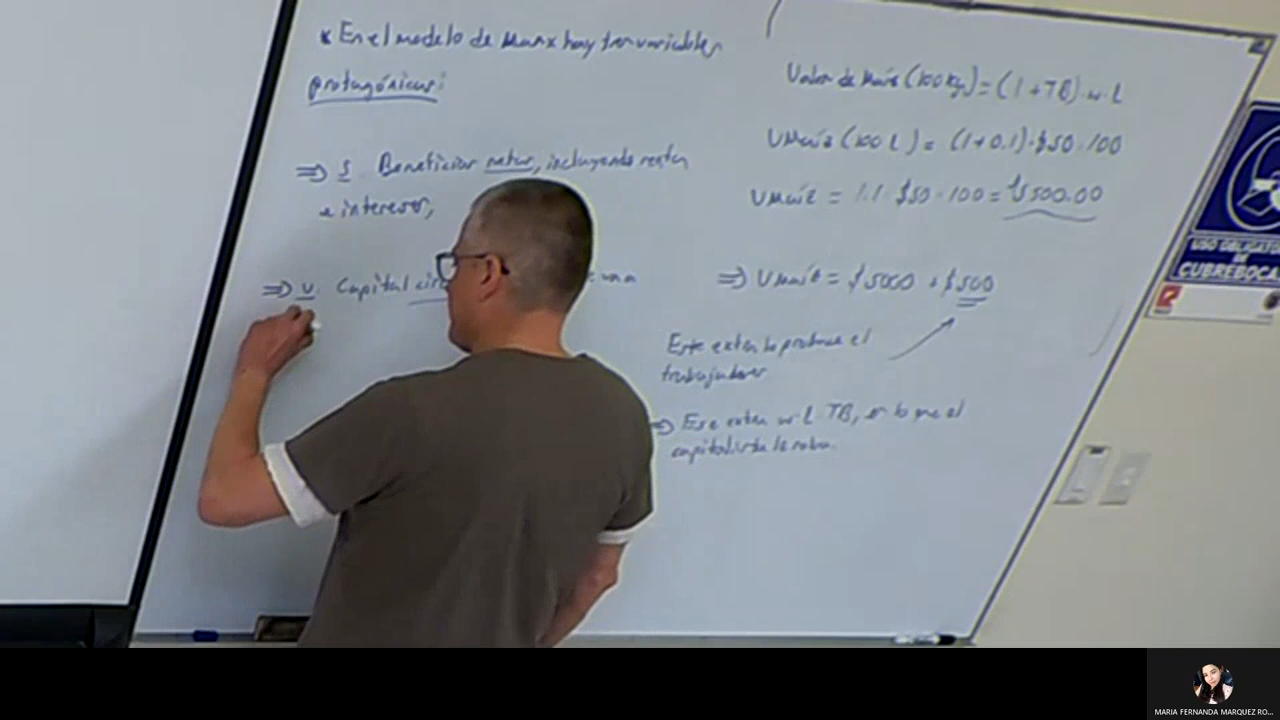 * En el modelo de Marx hay tres variables
protagónicas:
⇒ s Beneficios netos, incluyendo rentas
e intereses,
⇒ v Capital
Valor de Maíz (100 kg) = (1 + TB) · w · L
VMaíz (100 L) = (1+0.1) · $50 · 100
VMaíz = 1.1 · $50 · 100 = $5500.00
⇒ VMaíz = $5000 + $500
Este extra lo produce el
trabajador
⇒ Ese extra w · L · TB, es lo que el
capitalista le roba.
USO OBLIGATORIO
DE
CUBREBOCA
MARIA FERNANDA MARQUEZ RO...